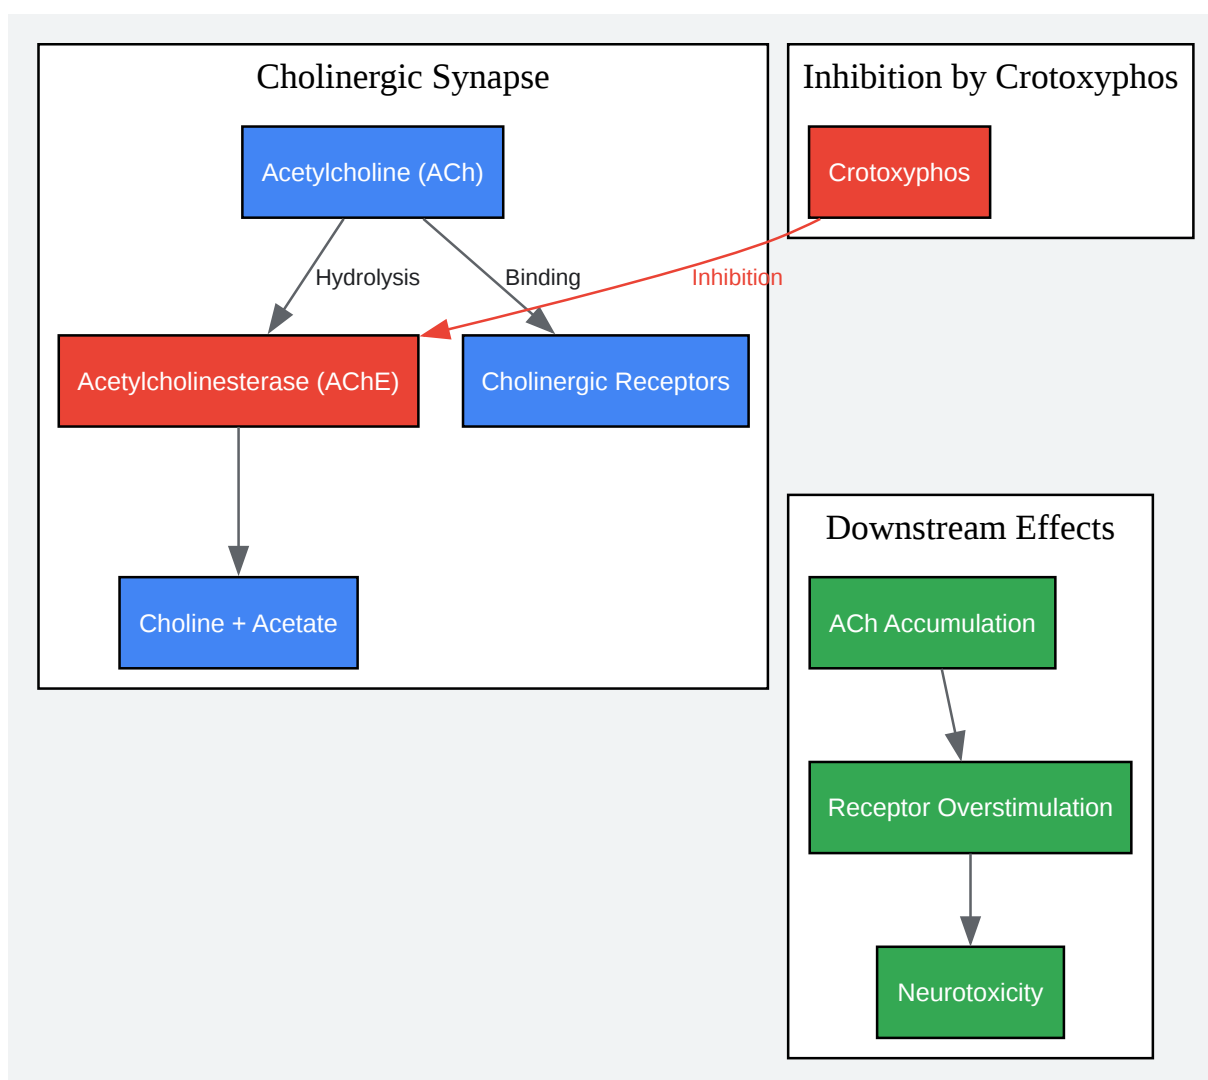 Cholinergic Synapse
Inhibition by Crotoxyphos
Acetylcholine (ACh)
Crotoxyphos
Hydrolysis
Binding
Inhibition
Acetylcholinesterase (AChE)
Cholinergic Receptors
Choline + Acetate
Downstream Effects
ACh Accumulation
Receptor Overstimulation
Neurotoxicity